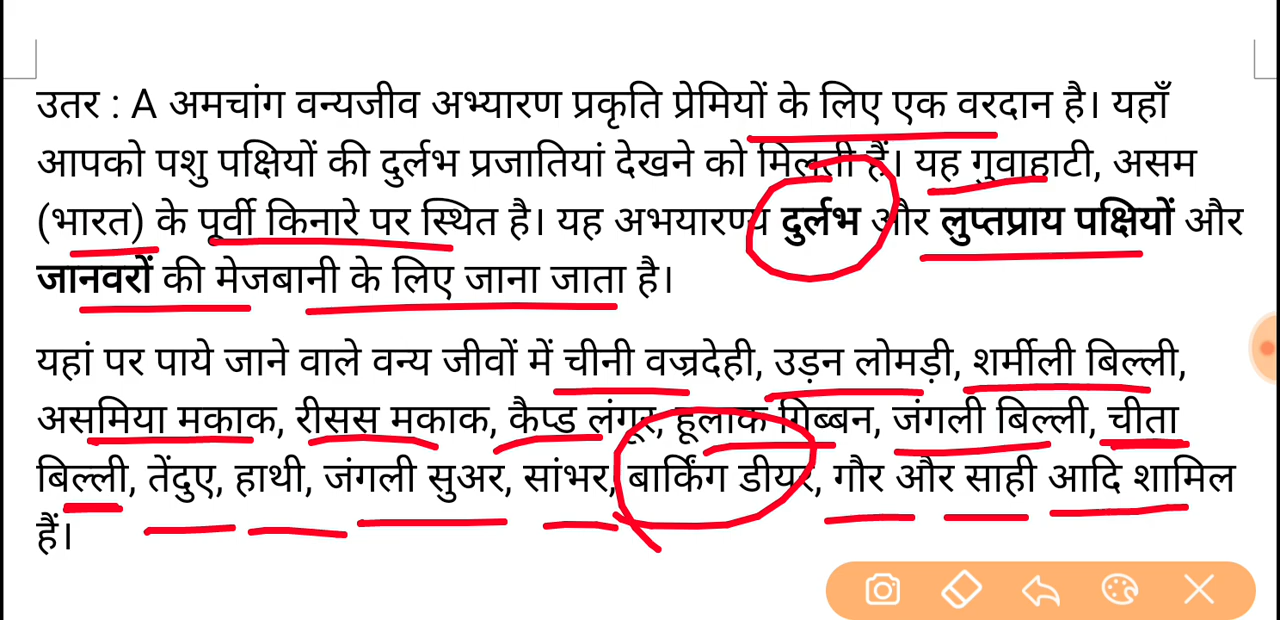 उतर : A अमचांग वन्यजीव अभ्यारण प्रकृति प्रेमियों के लिए एक वरदान है। यहाँ
आपको पशु पक्षियों की दुर्लभ प्रजातियां देखने को मिलती हैं। यह गुवाहाटी, असम
(भारत) के पूर्वी किनारे पर स्थित है। यह अभयारण्य दुर्लभ और लुप्तप्राय पक्षियों और
जानवरों की मेजबानी के लिए जाना जाता है।
यहां पर पाये जाने वाले वन्य जीवों में चीनी वज्रदेही, उड़न लोमड़ी, शर्मीली बिल्ली,
असमिया मकाक, रीसस मकाक, कैप्ड लंगूर, हूलाक गिब्बन, जंगली बिल्ली, चीता
बिल्ली, तेंदुए, हाथी, जंगली सुअर, सांभर, बार्किंग डीयर, गौर और साही आदि शामिल
हैं।